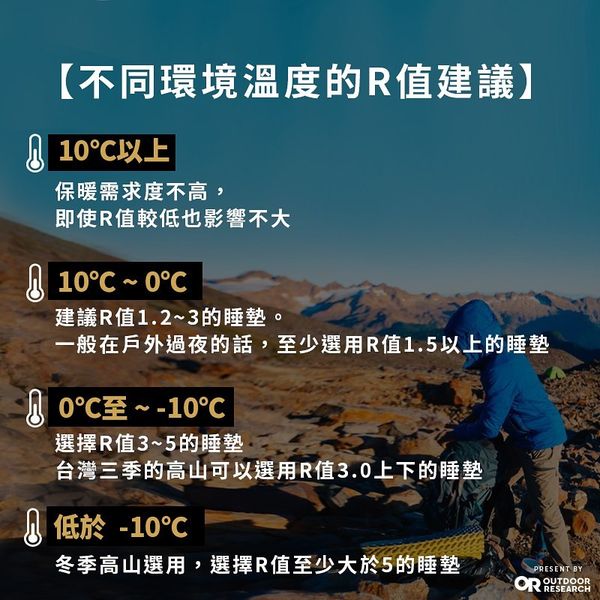 【不同環境溫度的R值建議】
10°C以上
保暖需求度不高，
即使R值較低也影響不大
10°C ~ 0°C
建議R值1.2~3的睡墊。
一般在戶外過夜的話，至少選用R值1.5以上的睡墊
0°C至 ~ -10°C
選擇R值3~5的睡墊
台灣三季的高山可以選用R值3.0上下的睡墊
低於 -10°C
冬季高山選用，選擇R值至少大於5的睡墊
PRESENT BY
OR OUTDOOR
RESEARCH